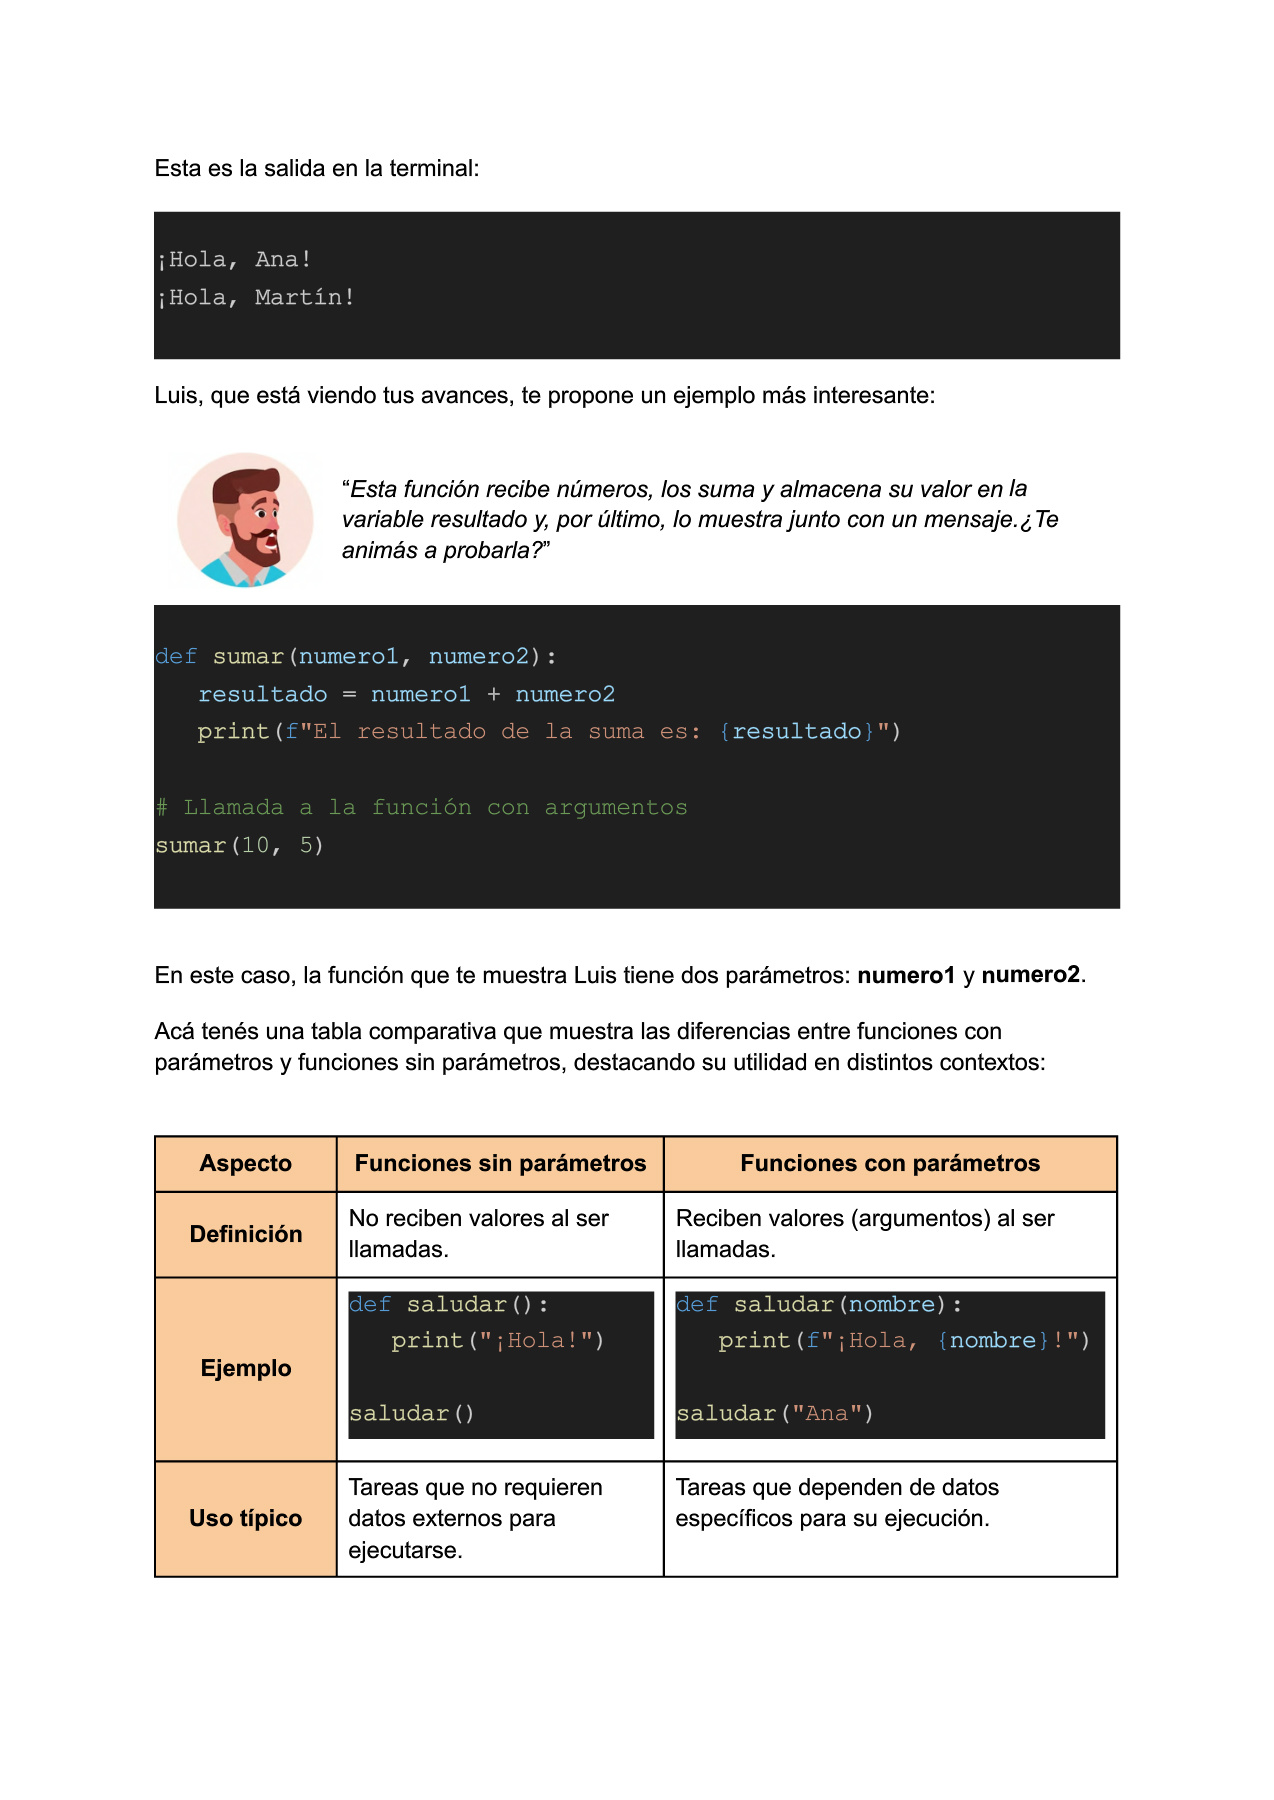 Esta es la salida en la terminal:
¡Hola, Ana!
¡Hola, Martín!
Luis, que está viendo tus avances, te propone un ejemplo más interesante:
“Esta función recibe números, los suma y almacena su valor en la
variable resultado y, por último, lo muestra junto con un mensaje.¿Te
animás a probarla?”
def sumar(numero1, numero2):
   resultado = numero1 + numero2
   print(f"El resultado de la suma es: {resultado}")
# Llamada a la función con argumentos
sumar(10, 5)
En este caso, la función que te muestra Luis tiene dos parámetros: numero1 y numero2.
Acá tenés una tabla comparativa que muestra las diferencias entre funciones con
parámetros y funciones sin parámetros, destacando su utilidad en distintos contextos:
Aspecto
Funciones sin parámetros
Funciones con parámetros
Definición
No reciben valores al ser
llamadas.
Reciben valores (argumentos) al ser
llamadas.
Ejemplo
def saludar():
   print("¡Hola!")
saludar()
def saludar(nombre):
   print(f"¡Hola, {nombre}!")
saludar("Ana")
Uso típico
Tareas que no requieren
datos externos para
ejecutarse.
Tareas que dependen de datos
específicos para su ejecución.